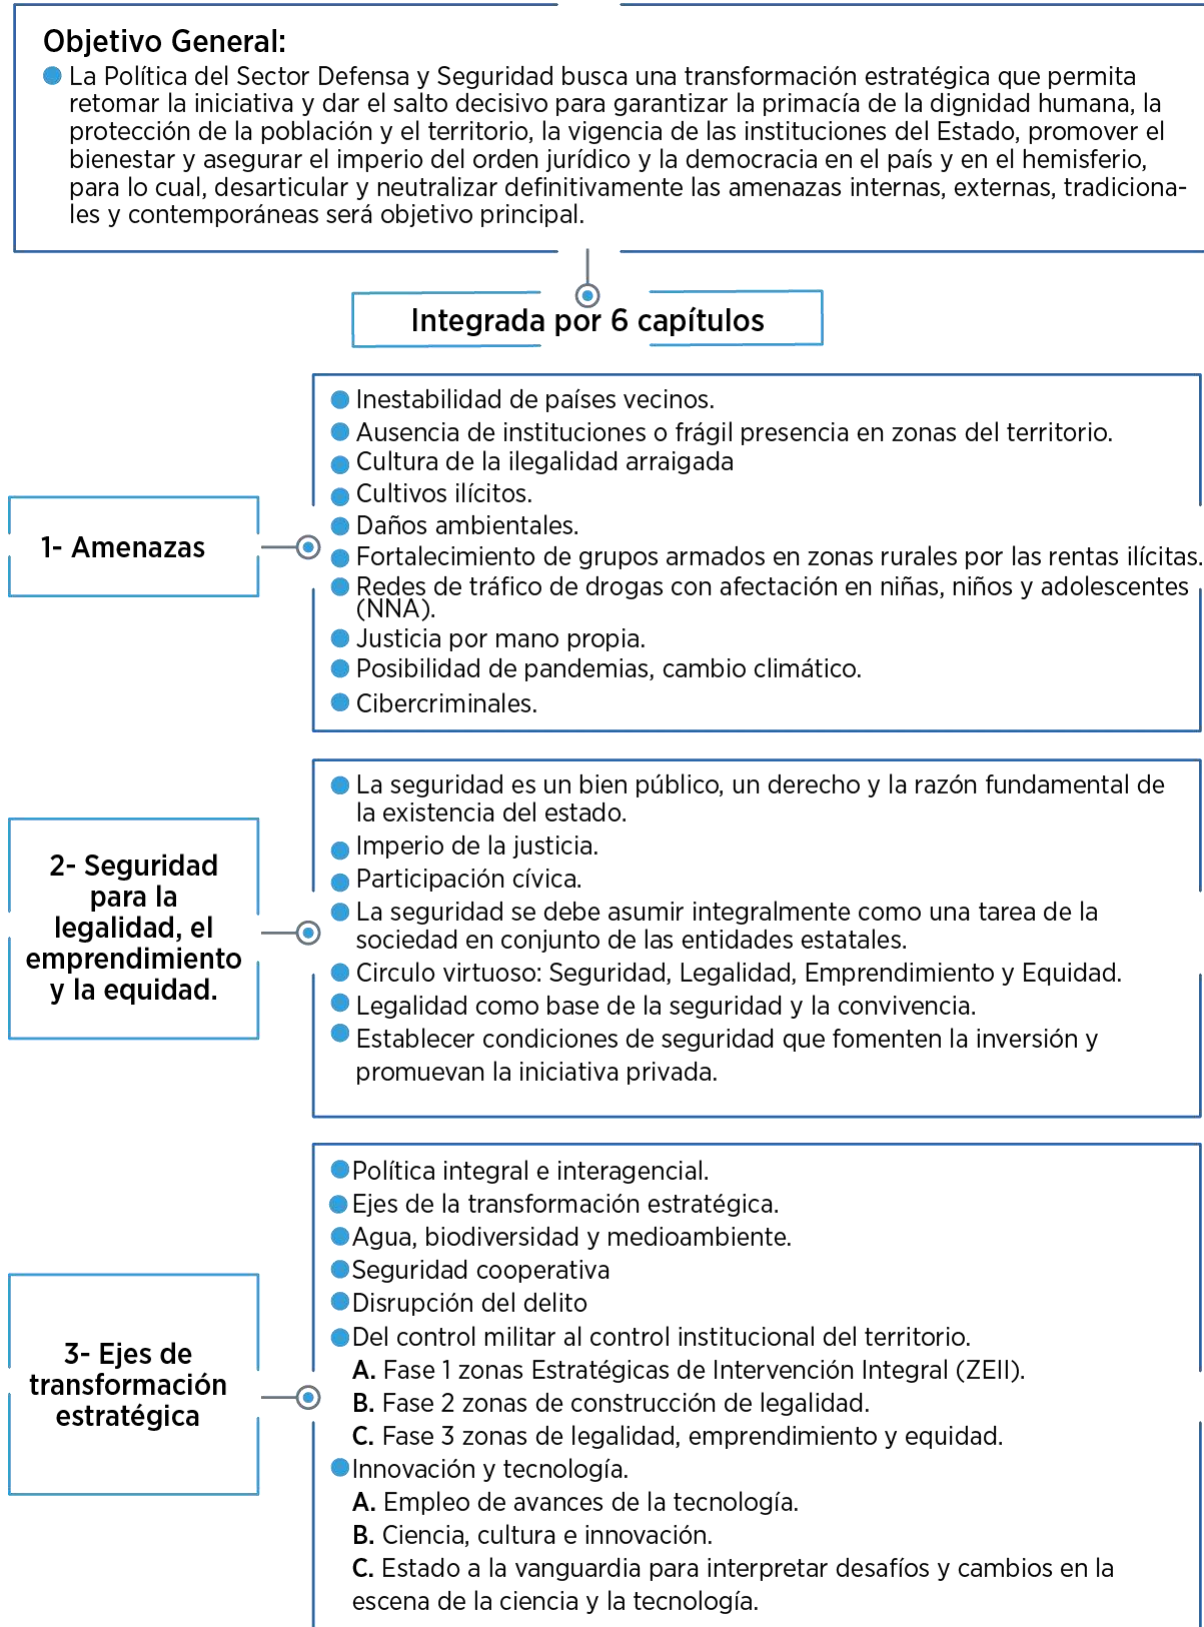 Objetivo General:
La Política del Sector Defensa y Seguridad busca una transformación estratégica que permita
retomar la iniciativa y dar el salto decisivo para garantizar la primacía de la dignidad humana, la
protección de la población y el territorio, la vigencia de las instituciones del Estado, promover el
bienestar y asegurar el imperio del orden jurídico y la democracia en el país y en el hemisferio,
para lo cual, desarticular y neutralizar definitivamente las amenazas internas, externas, tradiciona-
les y contemporáneas será objetivo principal.
Integrada por 6 capítulos
1- Amenazas
Inestabilidad de países vecinos.
Ausencia de instituciones o frágil presencia en zonas del territorio.
Cultura de la ilegalidad arraigada
Cultivos ilícitos.
Daños ambientales.
Fortalecimiento de grupos armados en zonas rurales por las rentas ilícitas.
Redes de tráfico de drogas con afectación en niñas, niños y adolescentes
(NNA).
Justicia por mano propia.
Posibilidad de pandemias, cambio climático.
Cibercriminales.
2- Seguridad
para la
legalidad, el
emprendimiento
y la equidad.
La seguridad es un bien público, un derecho y la razón fundamental de
la existencia del estado.
Imperio de la justicia.
Participación cívica.
La seguridad se debe asumir integralmente como una tarea de la
sociedad en conjunto de las entidades estatales.
Circulo virtuoso: Seguridad, Legalidad, Emprendimiento y Equidad.
Legalidad como base de la seguridad y la convivencia.
Establecer condiciones de seguridad que fomenten la inversión y
promuevan la iniciativa privada.
3- Ejes de
transformación
estratégica
Política integral e interagencial.
Ejes de la transformación estratégica.
Agua, biodiversidad y medioambiente.
Seguridad cooperativa
Disrupción del delito
Del control militar al control institucional del territorio.
A. Fase 1 zonas Estratégicas de Intervención Integral (ZEII).
B. Fase 2 zonas de construcción de legalidad.
C. Fase 3 zonas de legalidad, emprendimiento y equidad.
Innovación y tecnología.
A. Empleo de avances de la tecnología.
B. Ciencia, cultura e innovación.
C. Estado a la vanguardia para interpretar desafíos y cambios en la
escena de la ciencia y la tecnología.